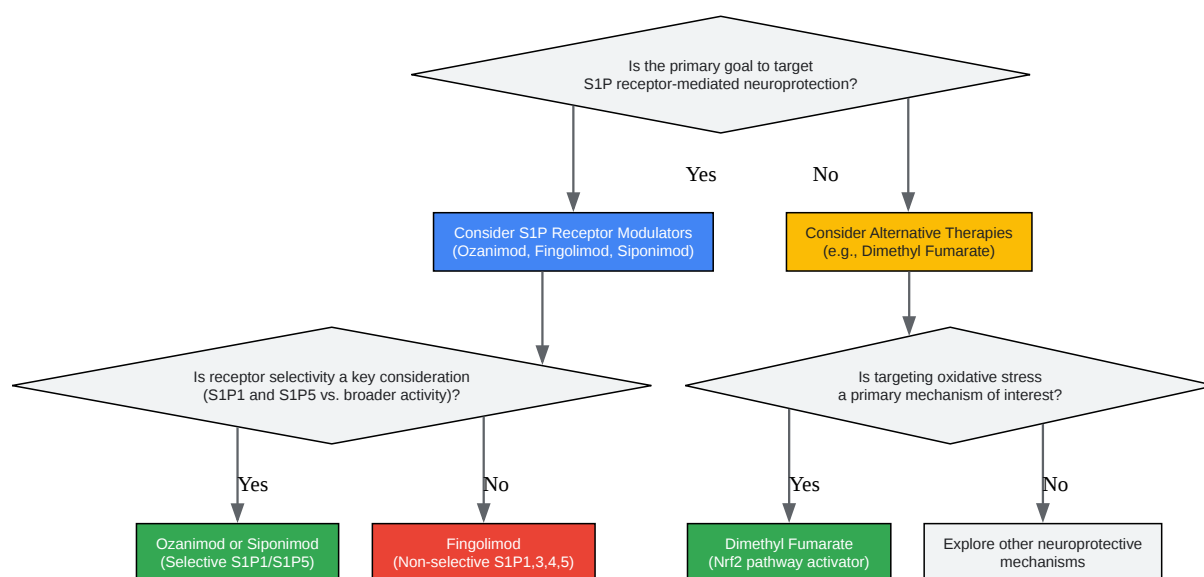 Is the primary goal to target
S1P receptor-mediated neuroprotection?
Yes
No
Consider S1P Receptor Modulators
(Ozanimod, Fingolimod, Siponimod)
Consider Alternative Therapies
(e.g., Dimethyl Fumarate)
Is receptor selectivity a key consideration
(S1P1 and S1P5 vs. broader activity)?
Is targeting oxidative stress
a primary mechanism of interest?
Yes
No
Yes
No
Ozanimod or Siponimod
(Selective S1P1/S1P5)
Fingolimod
(Non-selective S1P1,3,4,5)
Dimethyl Fumarate
(Nrf2 pathway activator)
Explore other neuroprotective
mechanisms